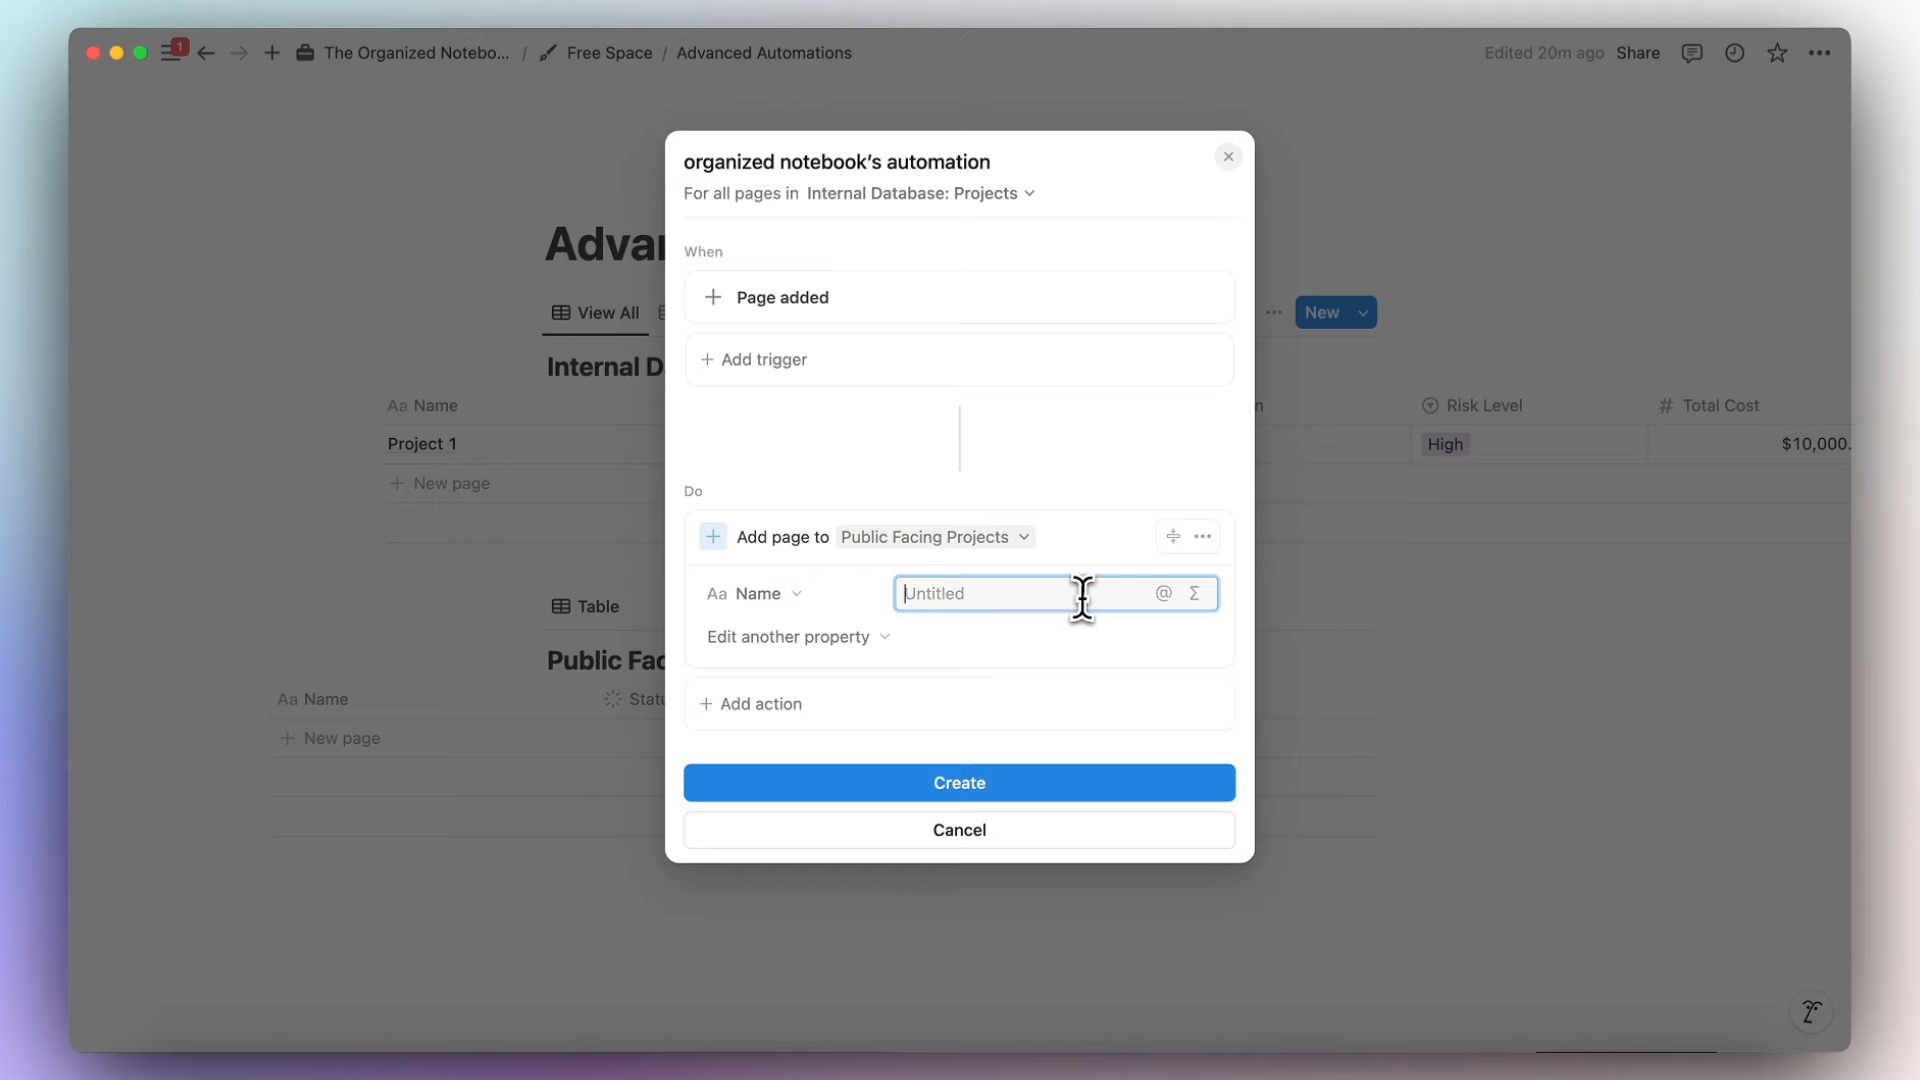 1
The Organized Notebo... / Free Space / Advanced Automations
Edited 20m ago Share
organized notebook's automation
For all pages in Internal Database: Projects
When
Advan
Page added
View All
New
Add trigger
Internal D
Aa Name
n
Risk Level
# Total Cost
Project 1
High
$10,000.
New page
Do
Add page to Public Facing Projects
Aa Name
Untitled
@ Σ
Table
Edit another property
Public Fac
Aa Name
Statu
Add action
New page
Create
Cancel